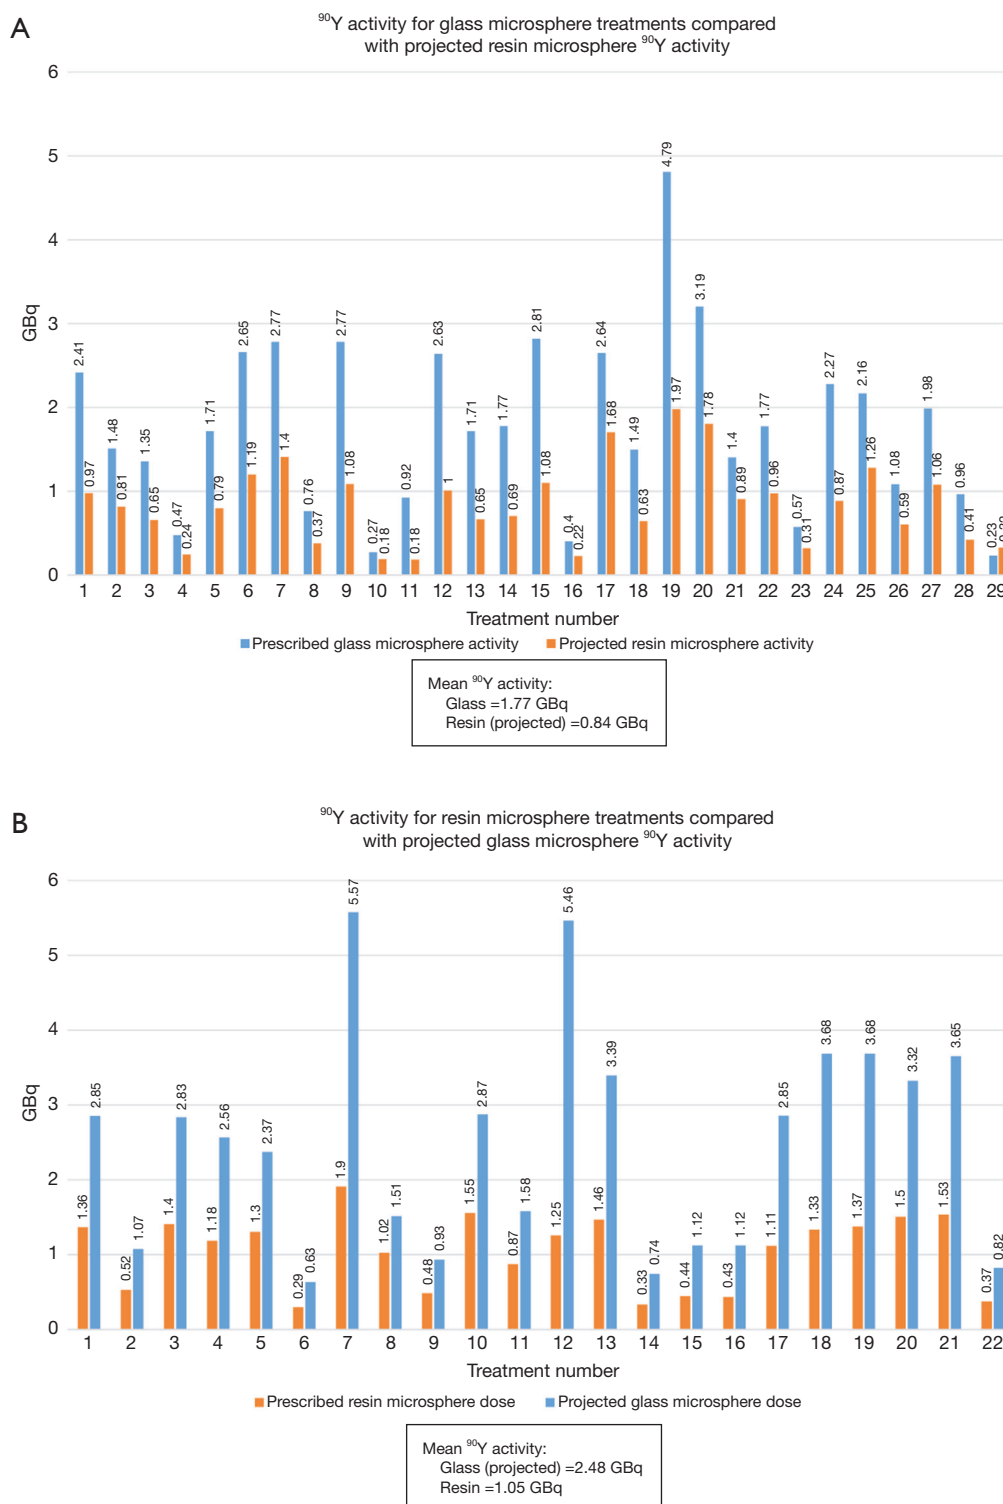 A
⁹⁰Y activity for glass microsphere treatments compared
with projected resin microsphere ⁹⁰Y activity
6
5
4
3
2
1
0
GBq
2.41 0.97 1.48 0.81 1.35 0.65 0.47 0.24 1.71 0.79 2.65 1.19 2.77 1.4 0.76 0.37 2.77 1.08 0.27 0.18 0.92 0.18 2.63 1 1.71 0.65 1.77 0.69 2.81 1.08 0.4 0.22 2.64 1.68 1.49 0.63 4.79 1.97 3.19 1.78 1.4 0.89 1.77 0.96 0.57 0.31 2.27 0.87 2.16 1.26 1.08 0.59 1.98 1.06 0.96 0.41 0.23
1 2 3 4 5 6 7 8 9 10 11 12 13 14 15 16 17 18 19 20 21 22 23 24 25 26 27 28 29
Treatment number
Prescribed glass microsphere activity Projected resin microsphere activity
Mean ⁹⁰Y activity:
Glass =1.77 GBq
Resin (projected) =0.84 GBq
B
⁹⁰Y activity for resin microsphere treatments compared
with projected glass microsphere ⁹⁰Y activity
6
5
4
3
2
1
0
GBq
1.36 2.85 0.52 1.07 1.4 2.83 1.18 2.56 1.3 2.37 0.29 0.63 1.9 5.57 1.02 1.51 0.48 0.93 1.55 2.87 0.87 1.58 1.25 5.46 1.46 3.39 0.33 0.74 0.44 1.12 0.43 1.12 1.11 2.85 1.33 3.68 1.37 3.68 1.5 3.32 1.53 3.65 0.37 0.82
1 2 3 4 5 6 7 8 9 10 11 12 13 14 15 16 17 18 19 20 21 22
Treatment number
Prescribed resin microsphere dose Projected glass microsphere dose
Mean ⁹⁰Y activity:
Glass (projected) =2.48 GBq
Resin =1.05 GBq